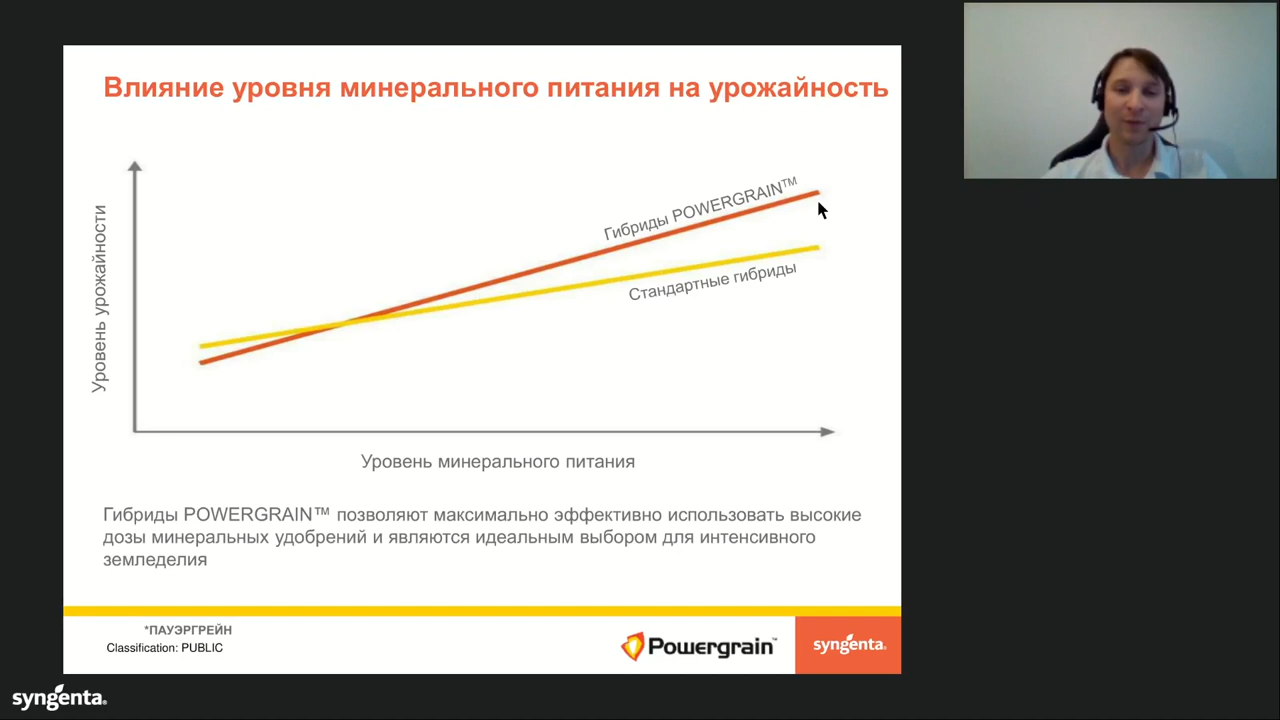 Влияние уровня минерального питания на урожайность
Уровень урожайности
Гибриды POWERGRAIN™
Стандартные гибриды
Уровень минерального питания
Гибриды POWERGRAIN™ позволяют максимально эффективно использовать высокие
дозы минеральных удобрений и являются идеальным выбором для интенсивного
земледелия
*ПАУЭРГРЕЙН
Classification: PUBLIC
Powergrain™
syngenta®
syngenta®